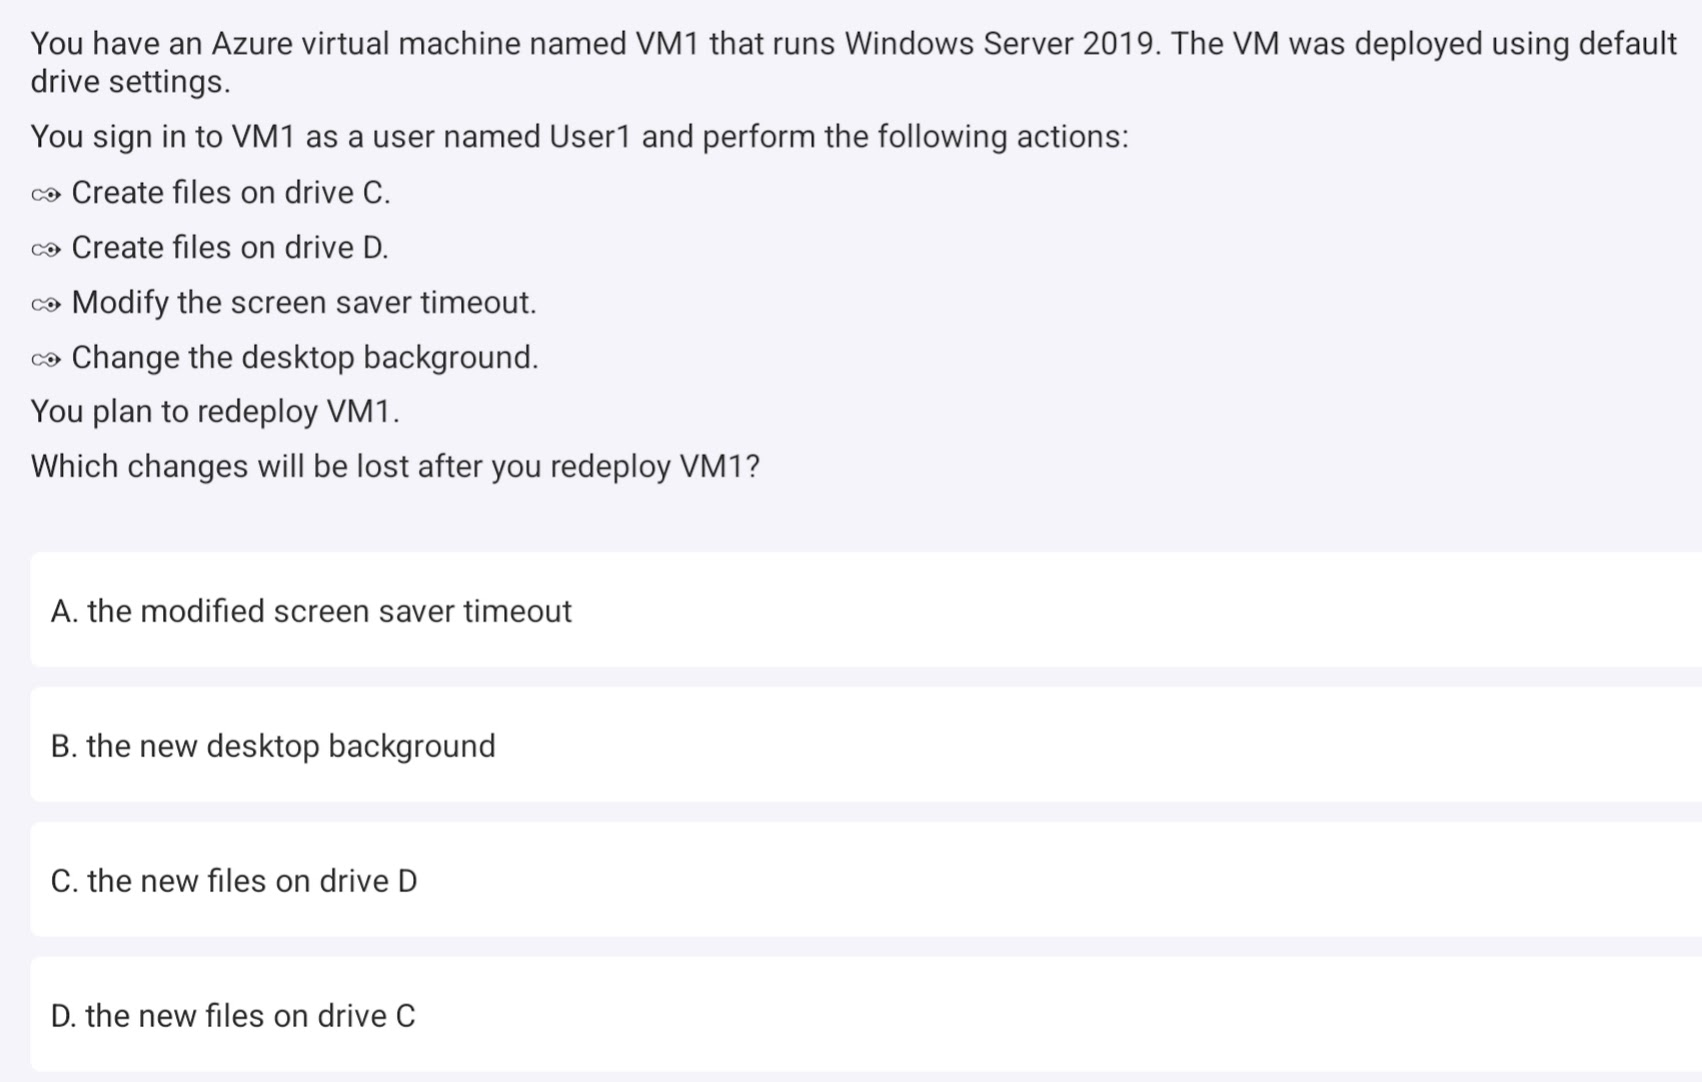 You have an Azure virtual machine named VM1 that runs Windows Server 2019. The VM was deployed using default
drive settings.
You sign in to VM1 as a user named User1 and perform the following actions:
Create files on drive C.
Create files on drive D.
Modify the screen saver timeout.
Change the desktop background.
You plan to redeploy VM1.
Which changes will be lost after you redeploy VM1?
A. the modified screen saver timeout
B. the new desktop background
C. the new files on drive D
D. the new files on drive C